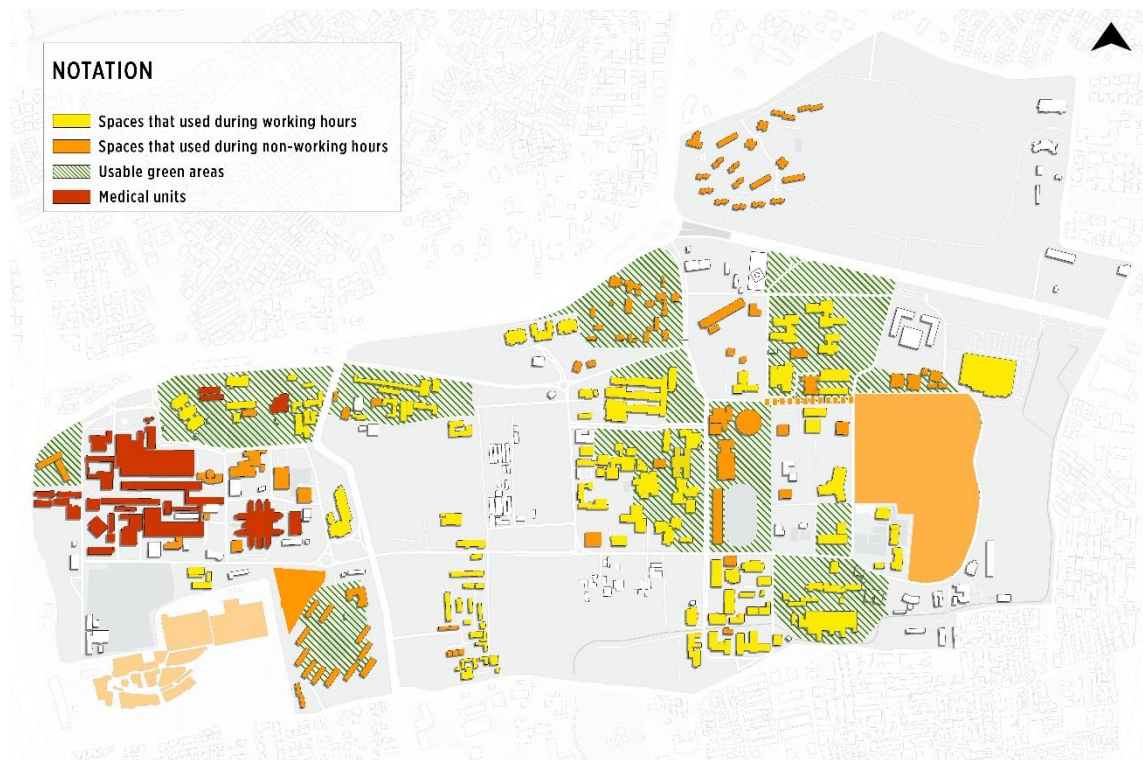 NOTATION
Spaces that used during working hours
Spaces that used during non-working hours
Usable green areas
Medical units